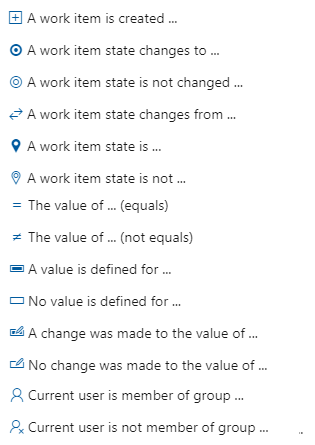 A work item is created ...
A work item state changes to ...
A work item state is not changed ...
A work item state changes from ...
A work item state is ...
A work item state is not ...
The value of ... (equals)
The value of ... (not equals)
A value is defined for ...
No value is defined for ...
A change was made to the value of ...
No change was made to the value of ...
Current user is member of group ...
Current user is not member of group ...